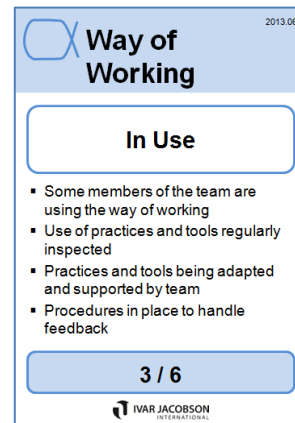 2013.06
Way of
Working
In Use
▪ Some members of the team are
using the way of working
▪ Use of practices and tools regularly
inspected
▪ Practices and tools being adapted
and supported by team
▪ Procedures in place to handle
feedback
3 / 6
IVAR JACOBSON
INTERNATIONAL